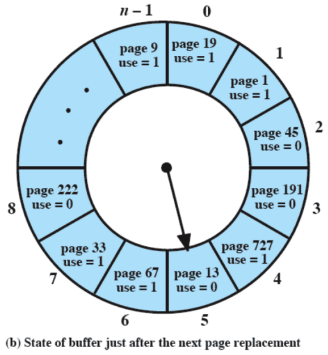 n – 1
0
page 9
use = 1
page 19
use = 1
1
page 1
use = 1
2
page 45
use = 0
page 191
use = 0
3
page 727
use = 1
4
page 13
use = 0
5
page 67
use = 1
6
page 33
use = 1
7
page 222
use = 0
8
(b) State of buffer just after the next page replacement